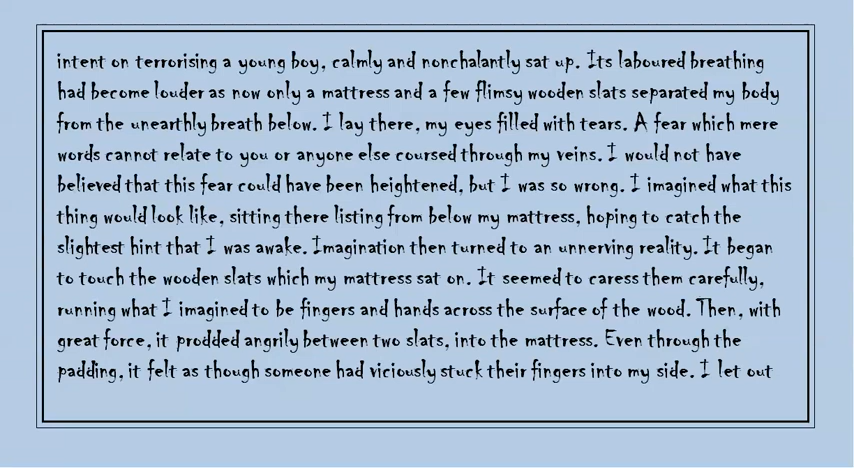 intent on terrorising a young boy, calmly and nonchalantly sat up. Its laboured breathing
had become louder as now only a mattress and a few flimsy wooden slats separated my body
from the unearthly breath below. I lay there, my eyes filled with tears. A fear which mere
words cannot relate to you or anyone else coursed through my veins. I would not have
believed that this fear could have been heightened, but I was so wrong. I imagined what this
thing would look like, sitting there listing from below my mattress, hoping to catch the
slightest hint that I was awake. Imagination then turned to an unnerving reality. It began
to touch the wooden slats which my mattress sat on. It seemed to caress them carefully,
running what I imagined to be fingers and hands across the surface of the wood. Then, with
great force, it prodded angrily between two slats, into the mattress. Even through the
padding, it felt as though someone had viciously stuck their fingers into my side. I let out